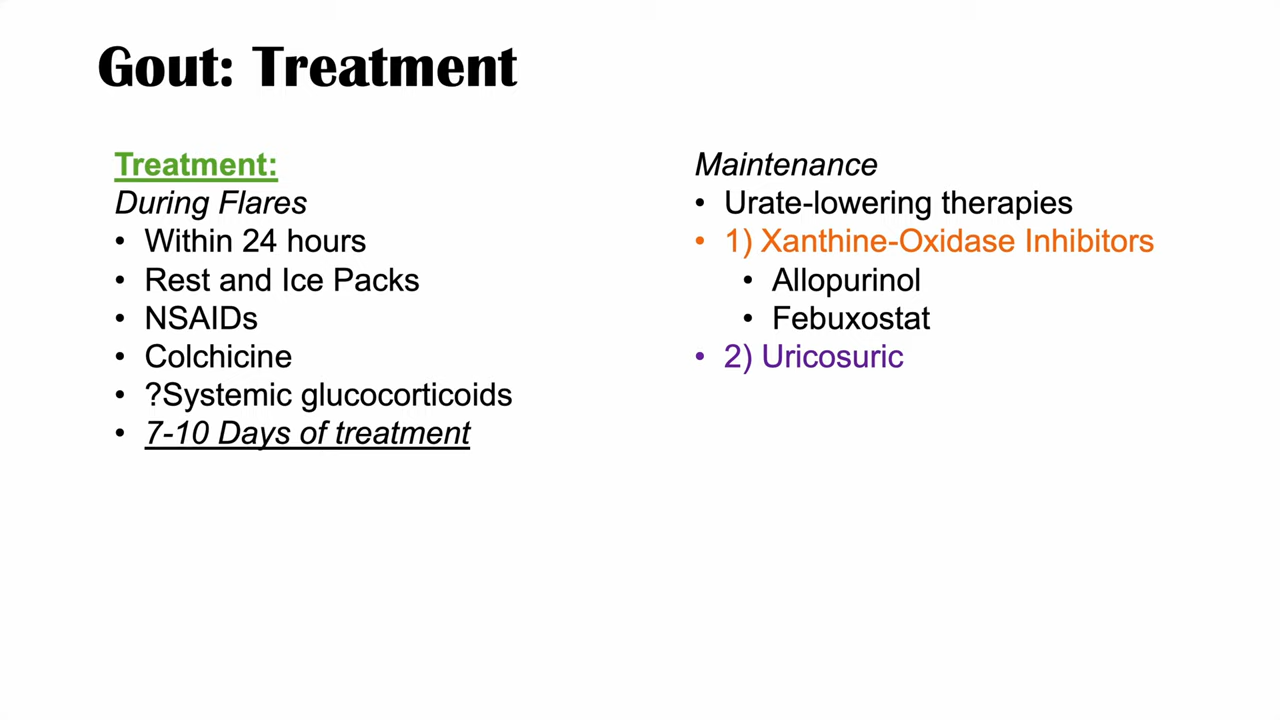 Gout: Treatment
Treatment:
During Flares
• Within 24 hours
• Rest and Ice Packs
• NSAIDs
• Colchicine
• ?Systemic glucocorticoids
• 7-10 Days of treatment
Maintenance
• Urate-lowering therapies
• 1) Xanthine-Oxidase Inhibitors
• Allopurinol
• Febuxostat
• 2) Uricosuric